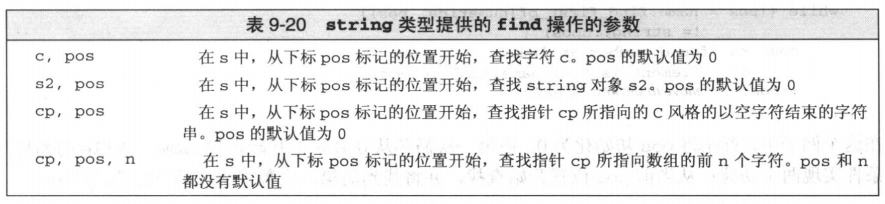 表 9-20 string 类型提供的 find 操作的参数
c, pos 在 s 中，从下标 pos 标记的位置开始，查找字符 c。pos 的默认值为 0
s2, pos 在 s 中，从下标 pos 标记的位置开始，查找 string 对象 s2。pos 的默认值为 0
cp, pos 在 s 中，从下标 pos 标记的位置开始，查找指针 cp 所指向的 C 风格的以空字符结束的字符
串。pos 的默认值为 0
cp, pos, n 在 s 中，从下标 pos 标记的位置开始，查找指针 cp 所指向数组的前 n 个字符。pos 和 n
都没有默认值